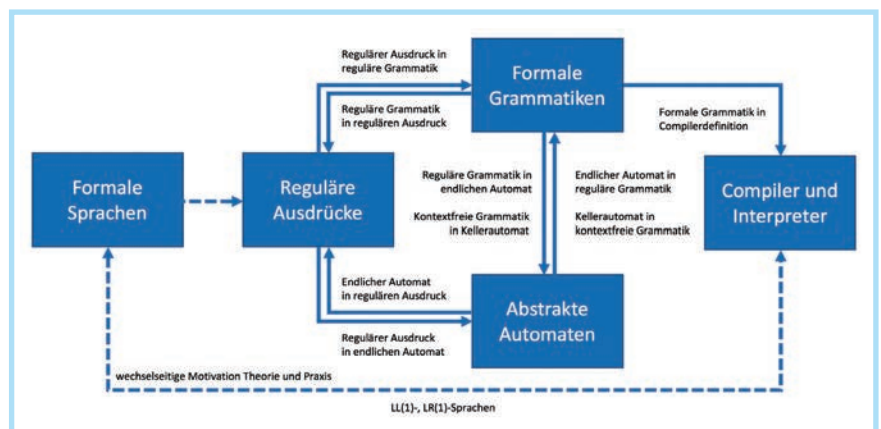 Regulärer Ausdruck in
reguläre Grammatik
Formale
Grammatiken
Reguläre Grammatik
in regulären Ausdruck
Formale Grammatik in
Compilerdefinition
Formale
Sprachen
Reguläre
Ausdrücke
Reguläre Grammatik in
endlichen Automat
Endlicher Automat in
reguläre Grammatik
Compiler und
Interpreter
Kontextfreie Grammatik
in Kellerautomat
Kellerautomat in
kontextfreie Grammatik
Endlicher Automat
in regulären Ausdruck
Abstrakte
Automaten
Regulärer Ausdruck
in endlichen Automat
wechselseitige Motivation Theorie und Praxis
LL(1)-, LR(1)-Sprachen